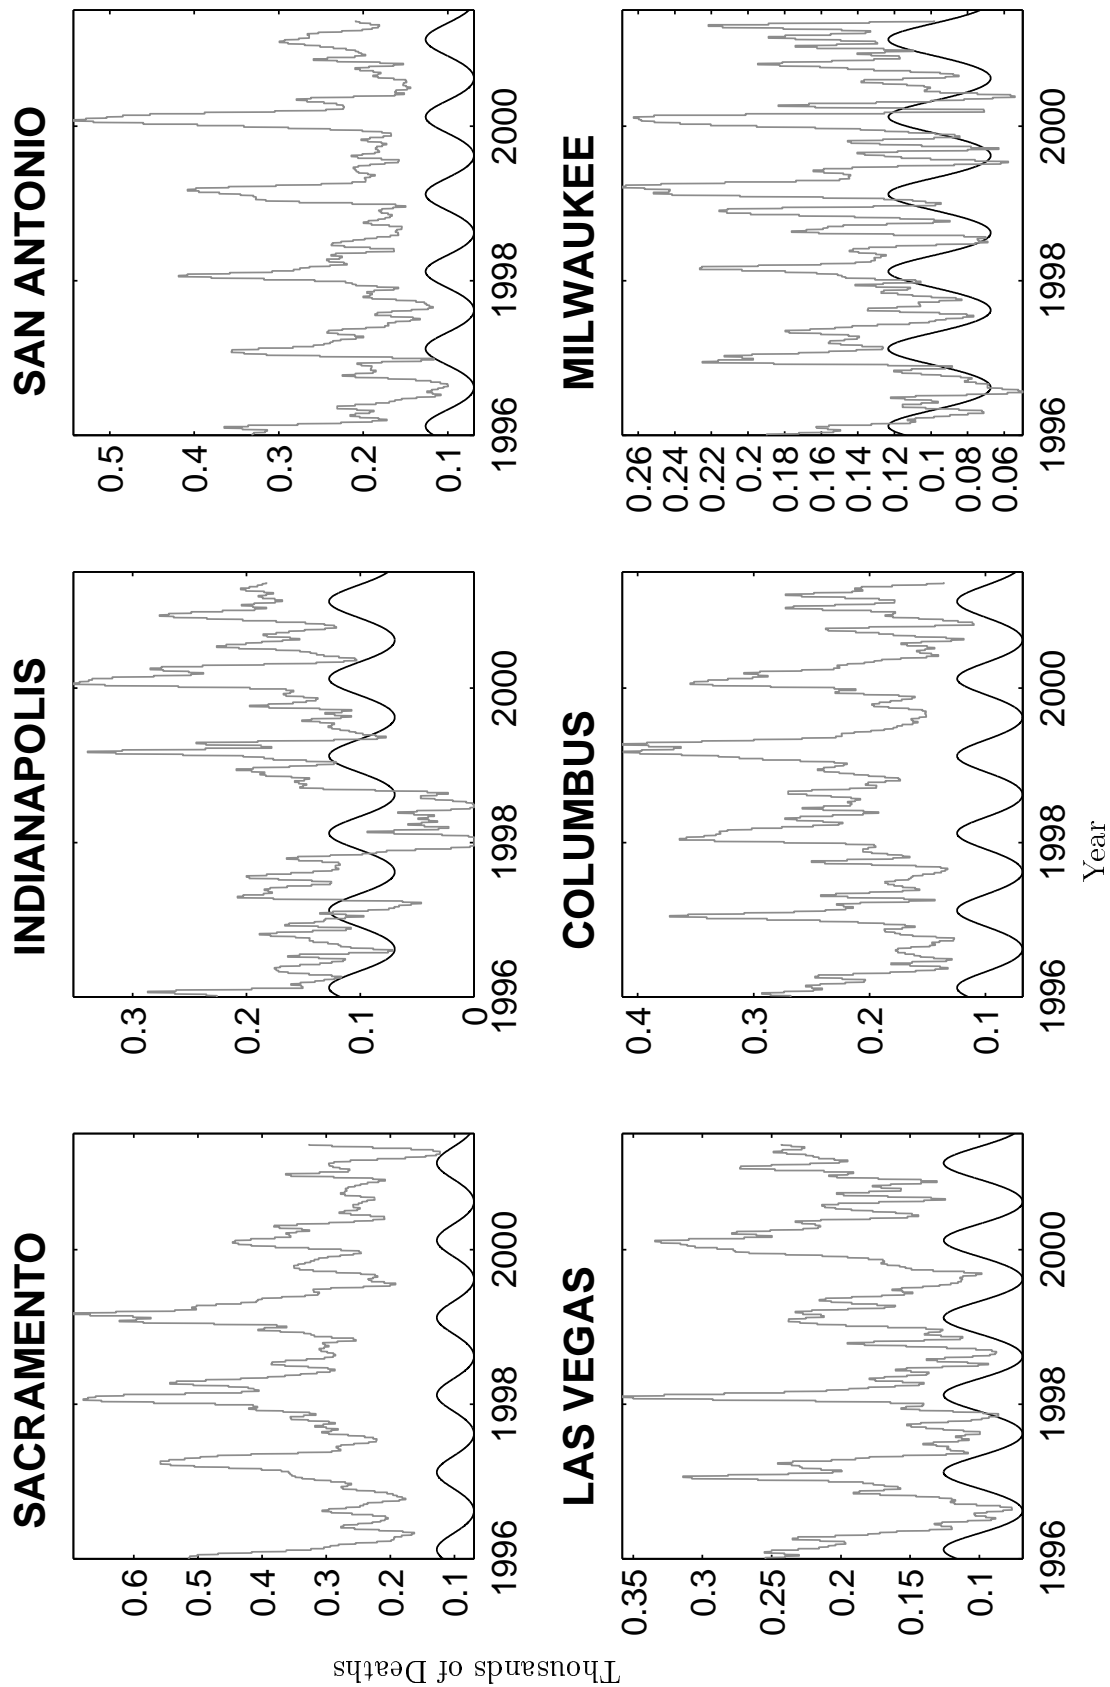 SACRAMENTO
0.6
0.5
0.4
0.3
0.2
0.1
1996 1998 2000
INDIANAPOLIS
0.3
0.2
0.1
0
1996 1998 2000
SAN ANTONIO
0.5
0.4
0.3
0.2
0.1
1996 1998 2000
LAS VEGAS
0.35
0.3
0.25
0.2
0.15
0.1
1996 1998 2000
COLUMBUS
0.4
0.3
0.2
0.1
1996 1998 2000
MILWAUKEE
0.26
0.24
0.22
0.2
0.18
0.16
0.14
0.12
0.1
0.08
0.06
1996 1998 2000
Thousands of Deaths
Year